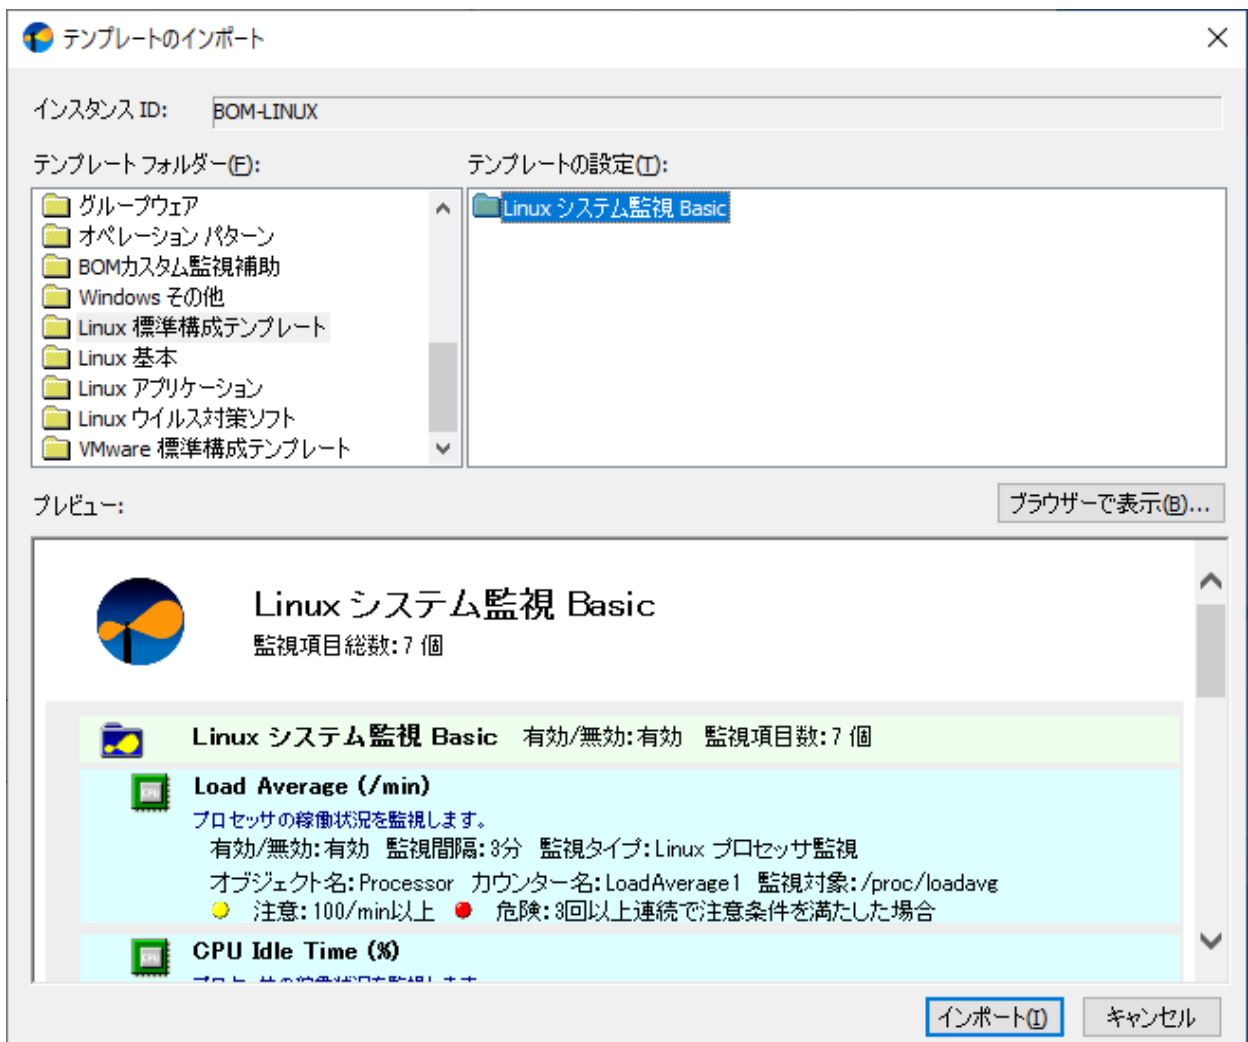 テンプレートのインポート
インスタンス ID: BOM-LINUX
テンプレート フォルダー(F):
グループウェア
オペレーション パターン
BOMカスタム監視補助
Windows その他
Linux 標準構成テンプレート
Linux 基本
Linux アプリケーション
Linux ウイルス対策ソフト
VMware 標準構成テンプレート
テンプレートの設定(T):
Linux システム監視 Basic
プレビュー:
ブラウザーで表示(B)...
Linux システム監視 Basic
監視項目総数:7 個
Linux システム監視 Basic 有効/無効:有効 監視項目数:7 個
Load Average (/min)
プロセッサの稼働状況を監視します。
有効/無効:有効 監視間隔:3分 監視タイプ:Linux プロセッサ監視
オブジェクト名:Processor カウンター名:LoadAverage1 監視対象:/proc/loadavg
注意:100/min以上 危険:3回以上連続で注意条件を満たした場合
CPU Idle Time (%)
インポート(I)
キャンセル